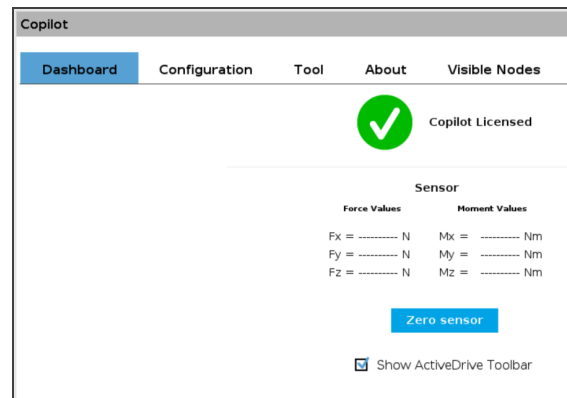 Copilot
Dashboard Configuration Tool About Visible Nodes
Copilot Licensed
Sensor
Force Values Moment Values
Fx = ---------- N Mx = ---------- Nm
Fy = ---------- N My = ---------- Nm
Fz = ---------- N Mz = ---------- Nm
Zero sensor
Show ActiveDrive Toolbar